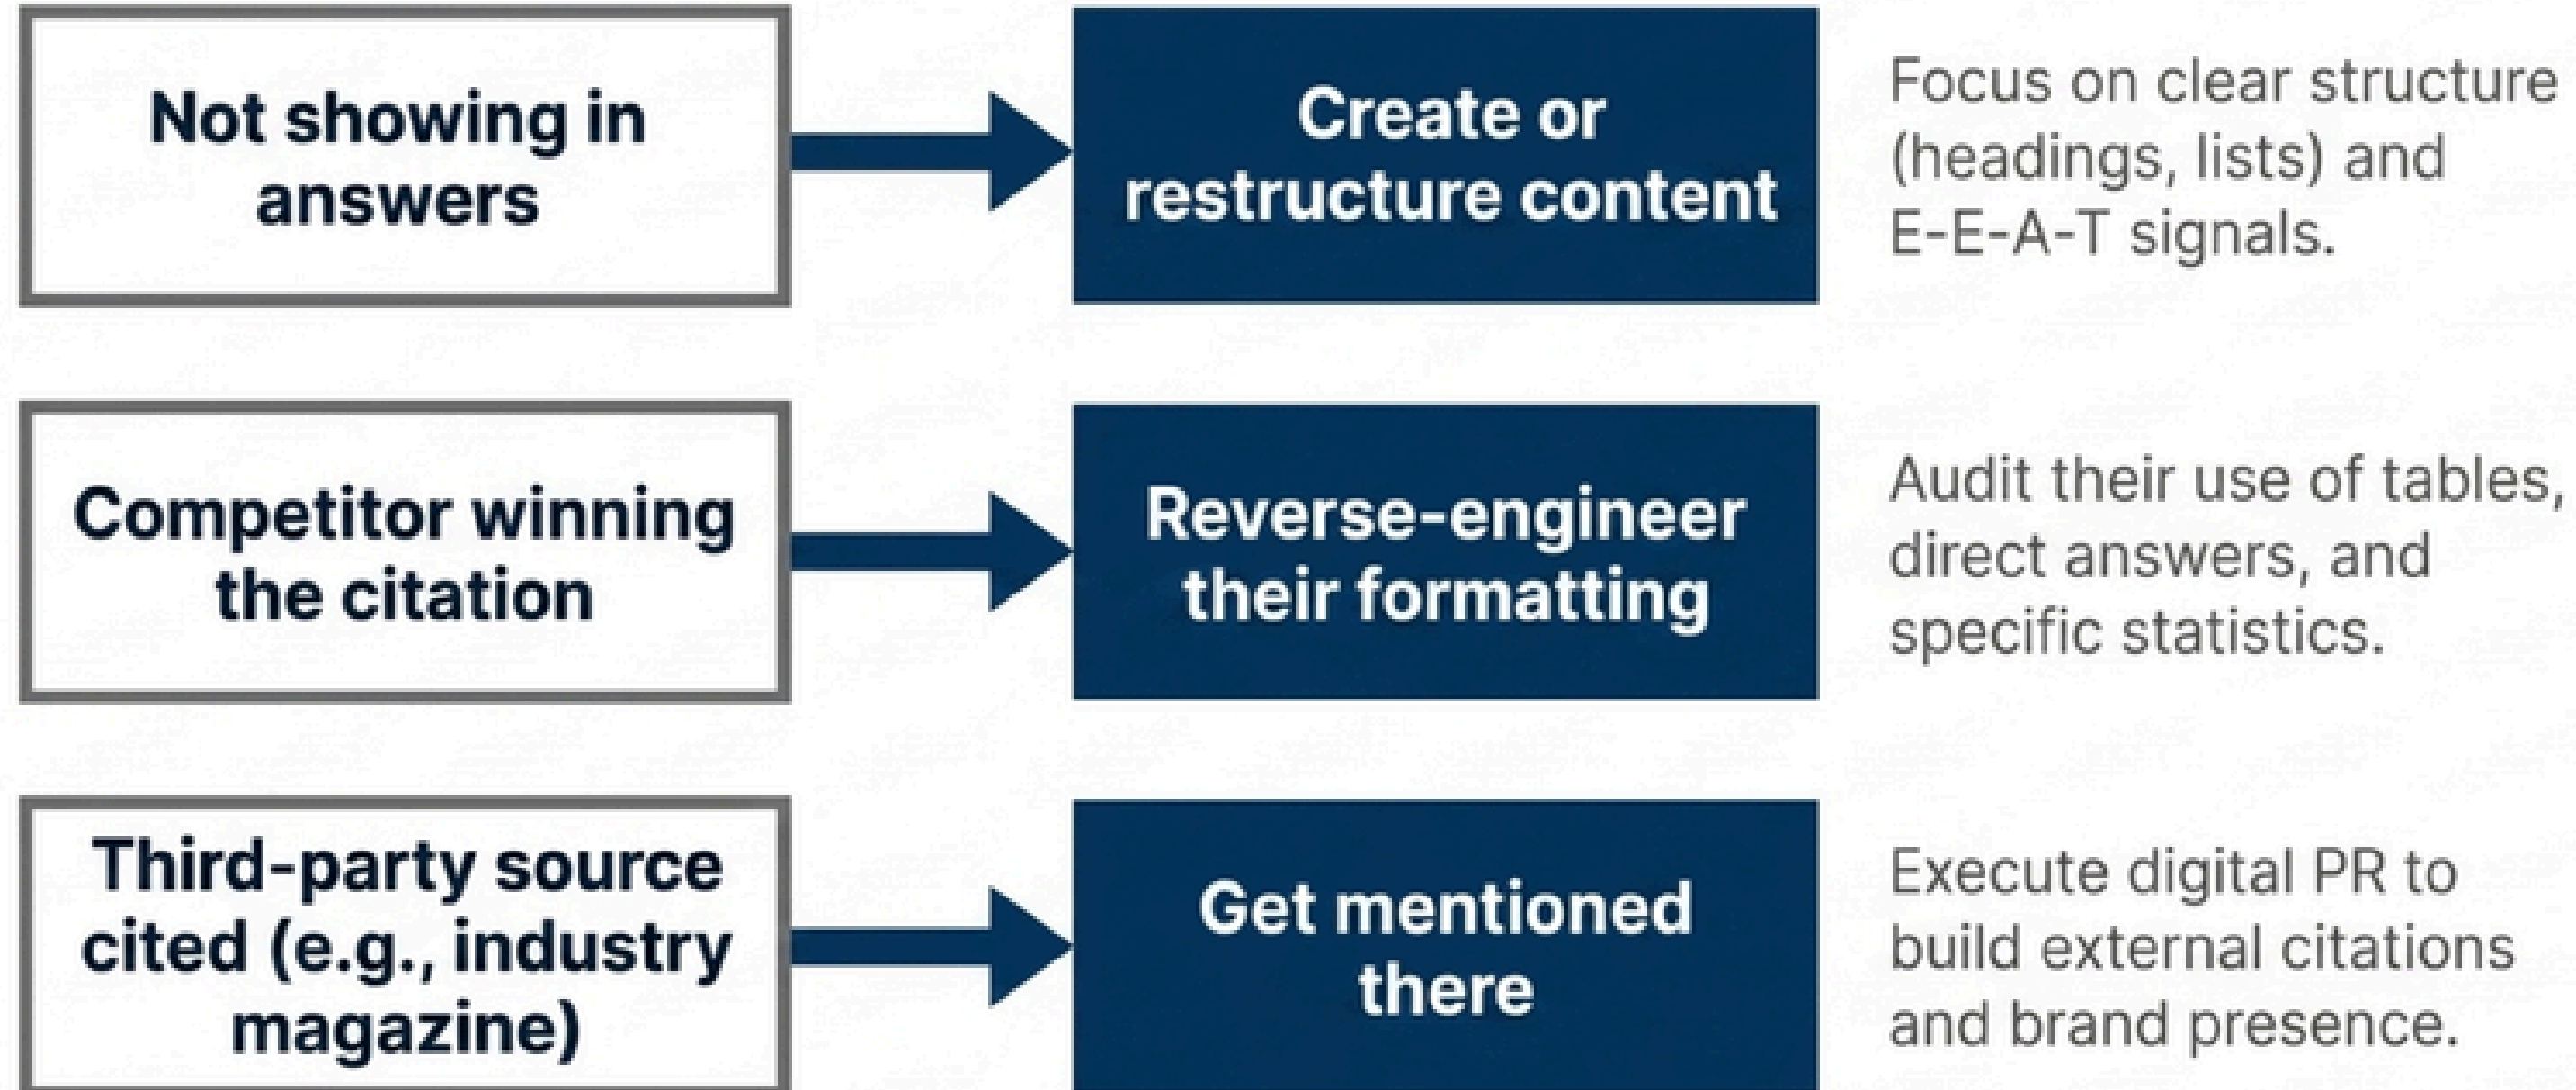 Not showing in
answers
Create or
restructure content
Focus on clear structure
(headings, lists) and
E-E-A-T signals.
Competitor winning
the citation
Reverse-engineer
their formatting
Audit their use of tables,
direct answers, and
specific statistics.
Third-party source
cited (e.g., industry
magazine)
Get mentioned
there
Execute digital PR to
build external citations
and brand presence.